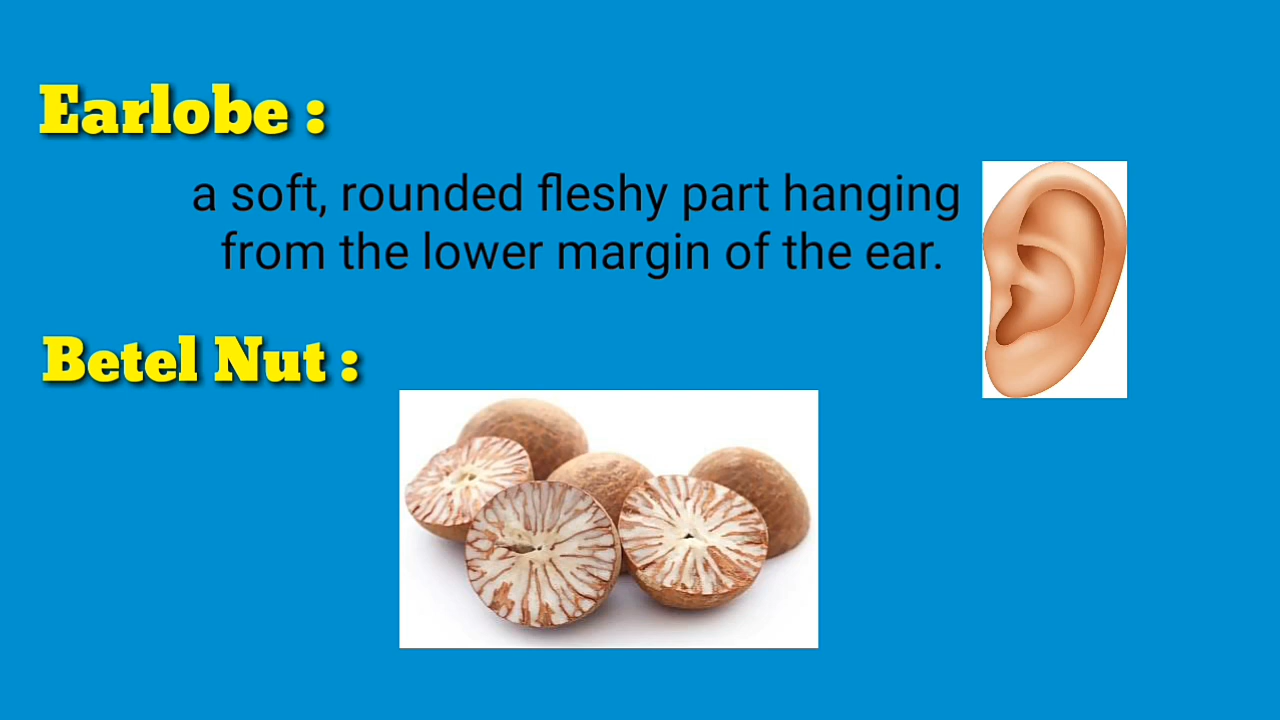 Earlobe :
a soft, rounded fleshy part hanging
from the lower margin of the ear.
Betel Nut :